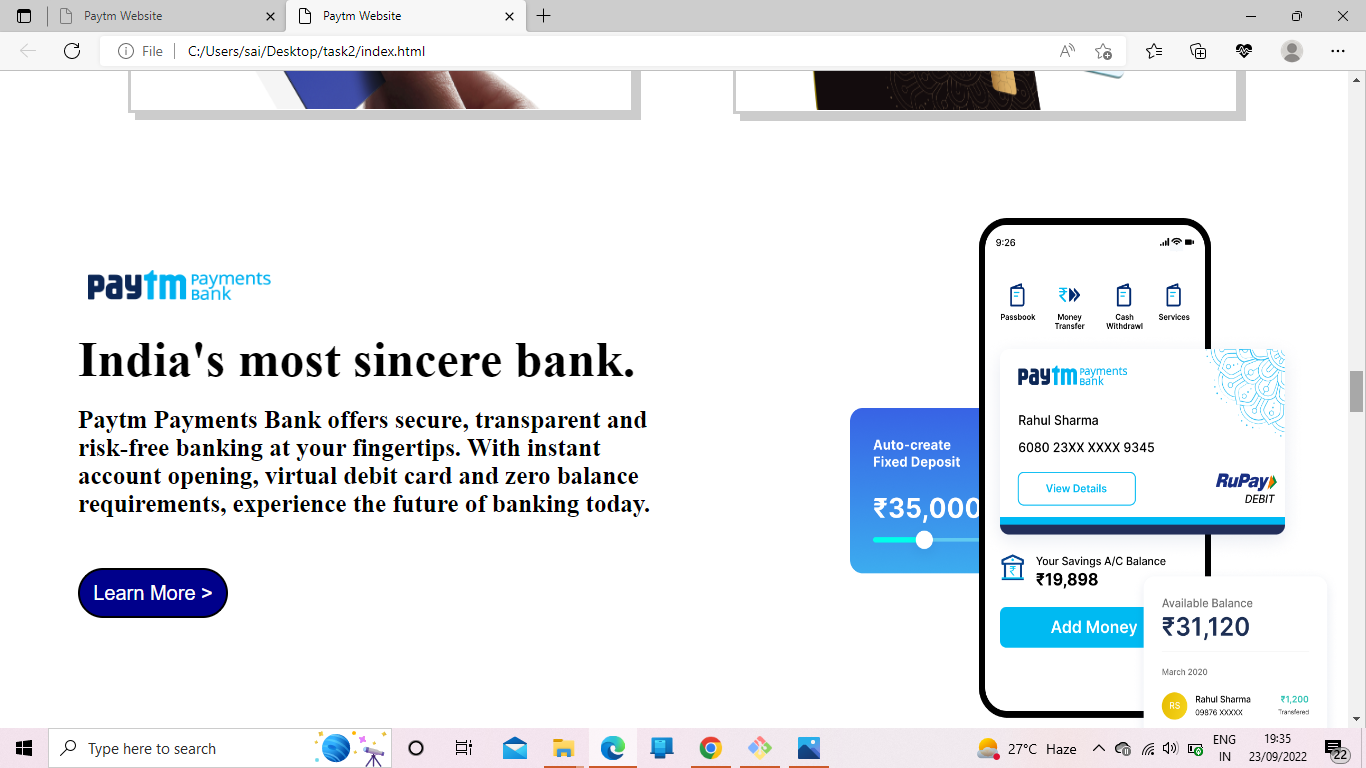 Paytm Website
Paytm Website
File
C:/Users/sai/Desktop/task2/index.html
9:26
Passbook
Money
Transfer
Cash
Withdrawl
Services
paytm Payments
Bank
India's most sincere bank.
Paytm Payments Bank offers secure, transparent and
risk-free banking at your fingertips. With instant
account opening, virtual debit card and zero balance
requirements, experience the future of banking today.
Learn More >
Auto-create
Fixed Deposit
₹35,000
paytm Payments
Bank
Rahul Sharma
6080 23XX XXXX 9345
View Details
RuPay
DEBIT
Your Savings A/C Balance
₹19,898
Add Money
Available Balance
₹31,120
March 2020
RS
Rahul Sharma
₹1,200
09876 XXXXX
Transfered
Type here to search
27°C Haze
ENG
IN
19:35
23/09/2022
22